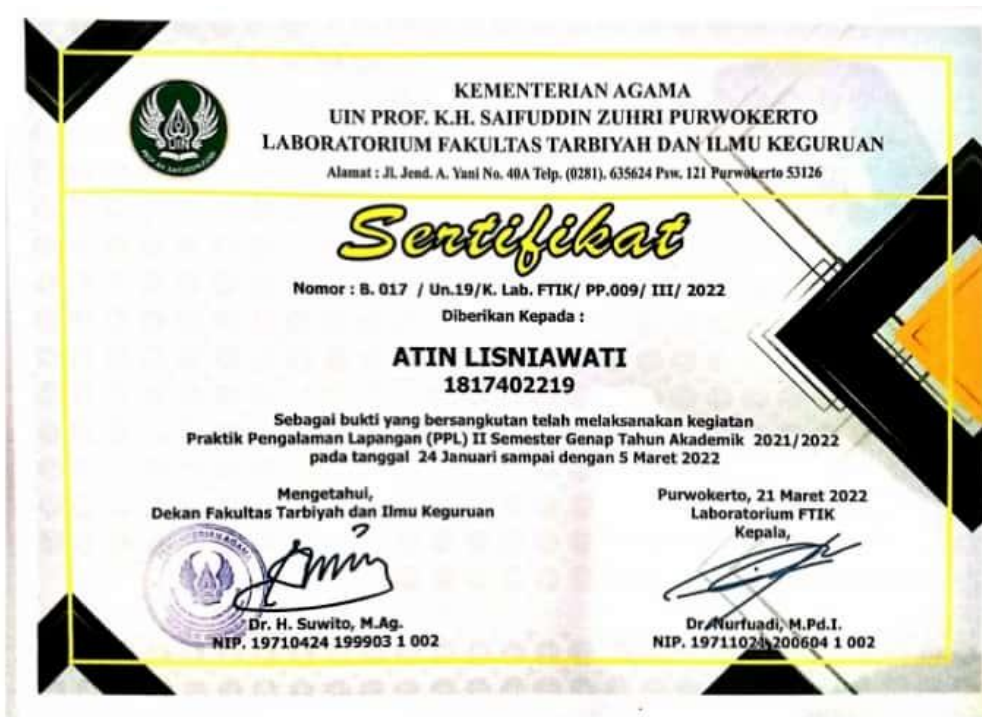 KEMENTERIAN AGAMA
UIN PROF. K.H. SAIFUDDIN ZUHRI PURWOKERTO
LABORATORIUM FAKULTAS TARBIYAH DAN ILMU KEGURUAN
Alamat : Jl. Jend. A. Yani No. 40A Telp. (0281). 635624 Psw. 121 Purwokerto 53126
UIN
Sertifikat
Nomor : B. 017 / Un.19/K. Lab. FTIK/ PP.009/ III/ 2022
Diberikan Kepada :
ATIN LISNIAWATI
1817402219
Sebagai bukti yang bersangkutan telah melaksanakan kegiatan
Praktik Pengalaman Lapangan (PPL) II Semester Genap Tahun Akademik 2021/2022
pada tanggal 24 Januari sampai dengan 5 Maret 2022
Mengetahui,
Dekan Fakultas Tarbiyah dan Ilmu Keguruan
Dr. H. Suwito, M.Ag.
NIP. 19710424 199903 1 002
Purwokerto, 21 Maret 2022
Laboratorium FTIK
Kepala,
Dr. Nurfuadi, M.Pd.I.
NIP. 19711021 200604 1 002